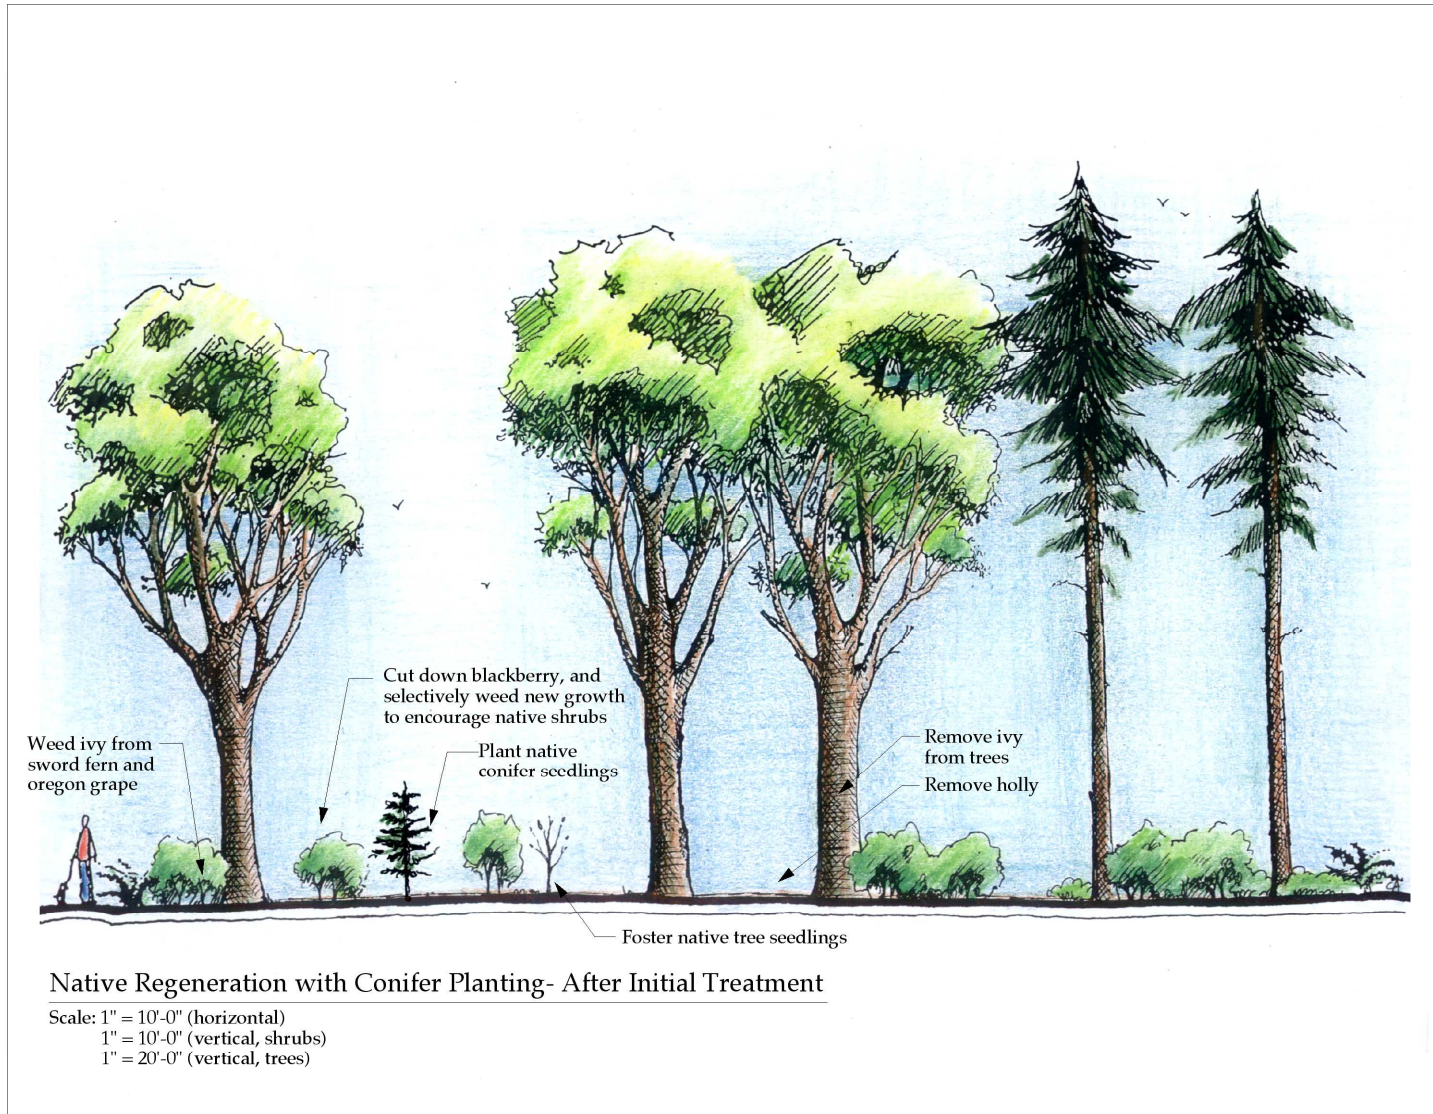 Cut down blackberry, and
selectively weed new growth
to encourage native shrubs
Weed ivy from
sword fern and
oregon grape
Plant native
conifer seedlings
Remove ivy
from trees
Remove holly
Foster native tree seedlings
Native Regeneration with Conifer Planting- After Initial Treatment
Scale: 1" = 10'-0" (horizontal)
1" = 10'-0" (vertical, shrubs)
1" = 20'-0" (vertical, trees)